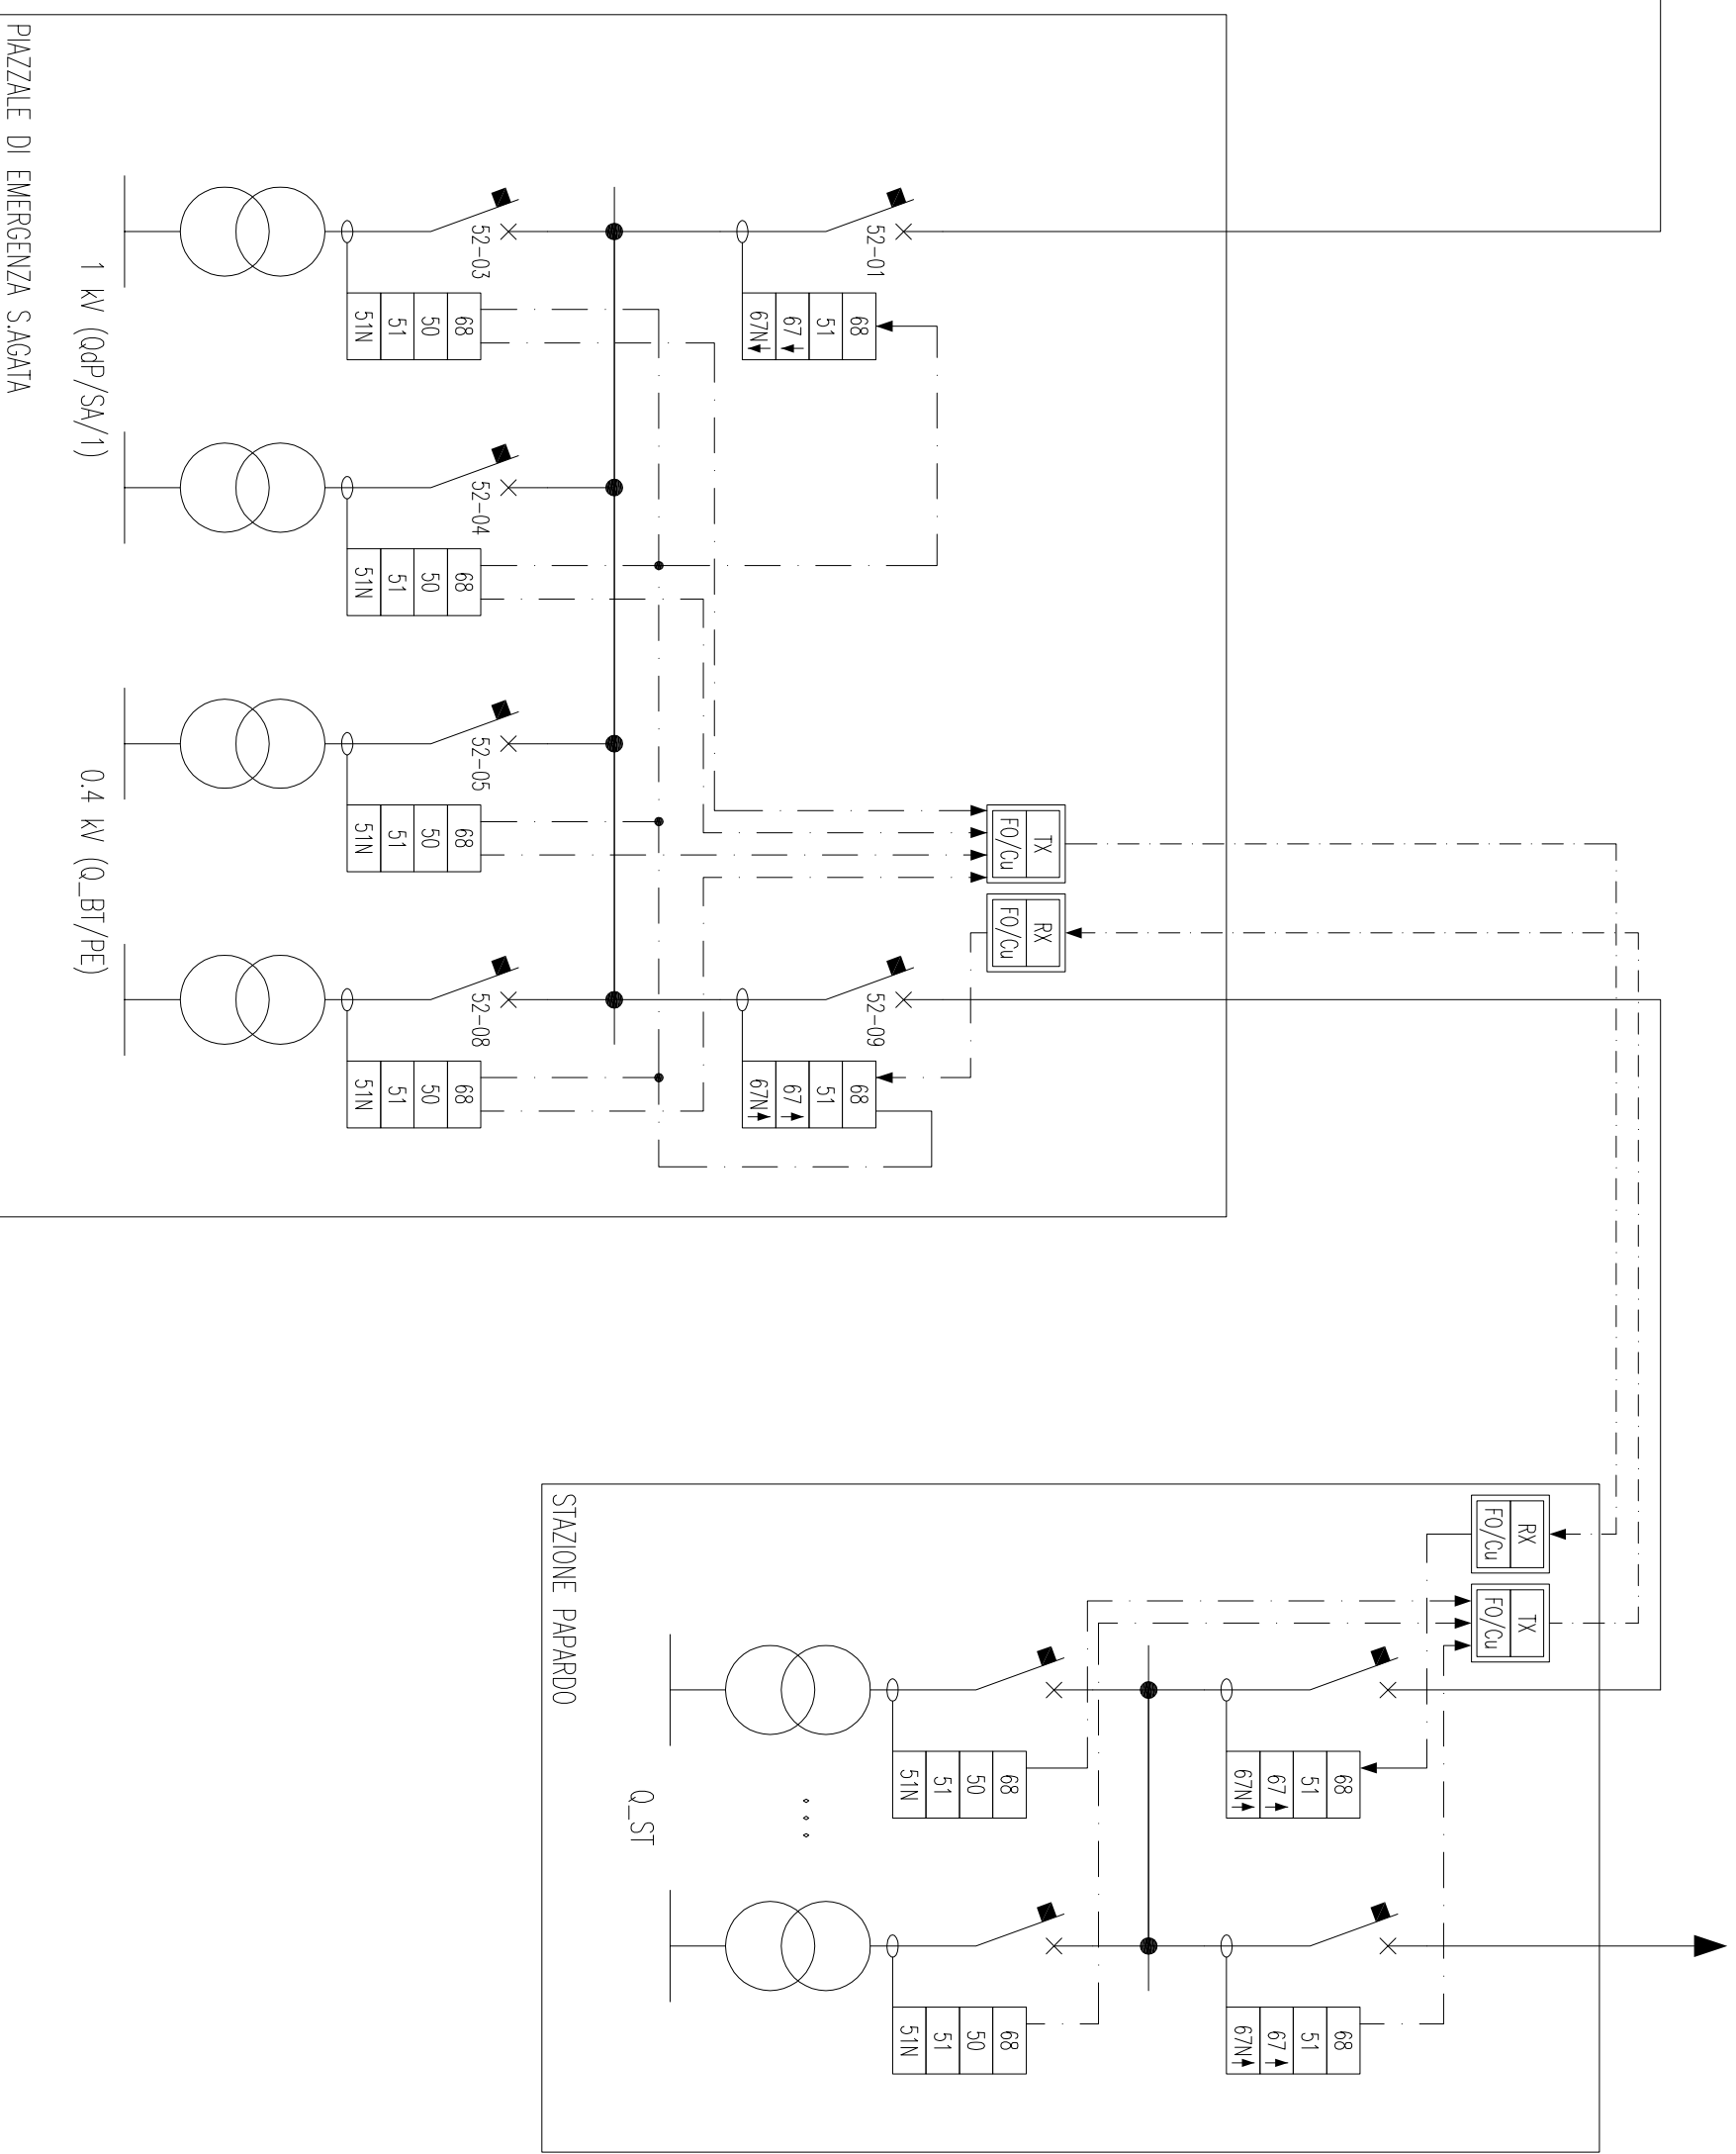 TX
FO/Cu
RX
FO/Cu
52-01
68
51
67
67N
52-09
68
51
67
67N
52-03
68
50
51
51N
52-04
68
50
51
51N
52-05
68
50
51
51N
52-08
68
50
51
51N
1 kV (QdP/SA/1)
0.4 kV (Q_BT/PE)
PIAZZALE DI EMERGENZA S.AGATA
RX
FO/Cu
TX
FO/Cu
68
51
67
67N
68
51
67
67N
68
50
51
51N
68
50
51
51N
Q_ST
STAZIONE PAPARDO